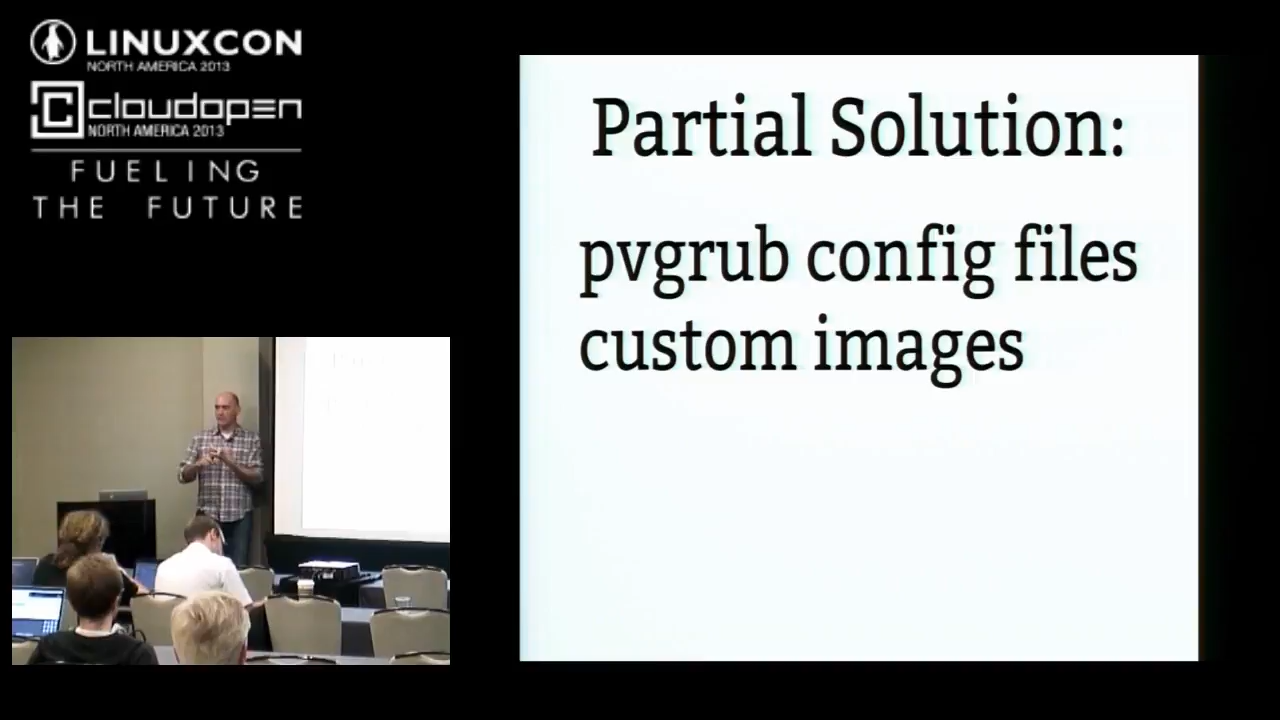 LINUXCON
NORTH AMERICA 2013
cloudopen
NORTH AMERICA 2013
FUELING
THE FUTURE
Partial Solution:
pvgrub config files
custom images